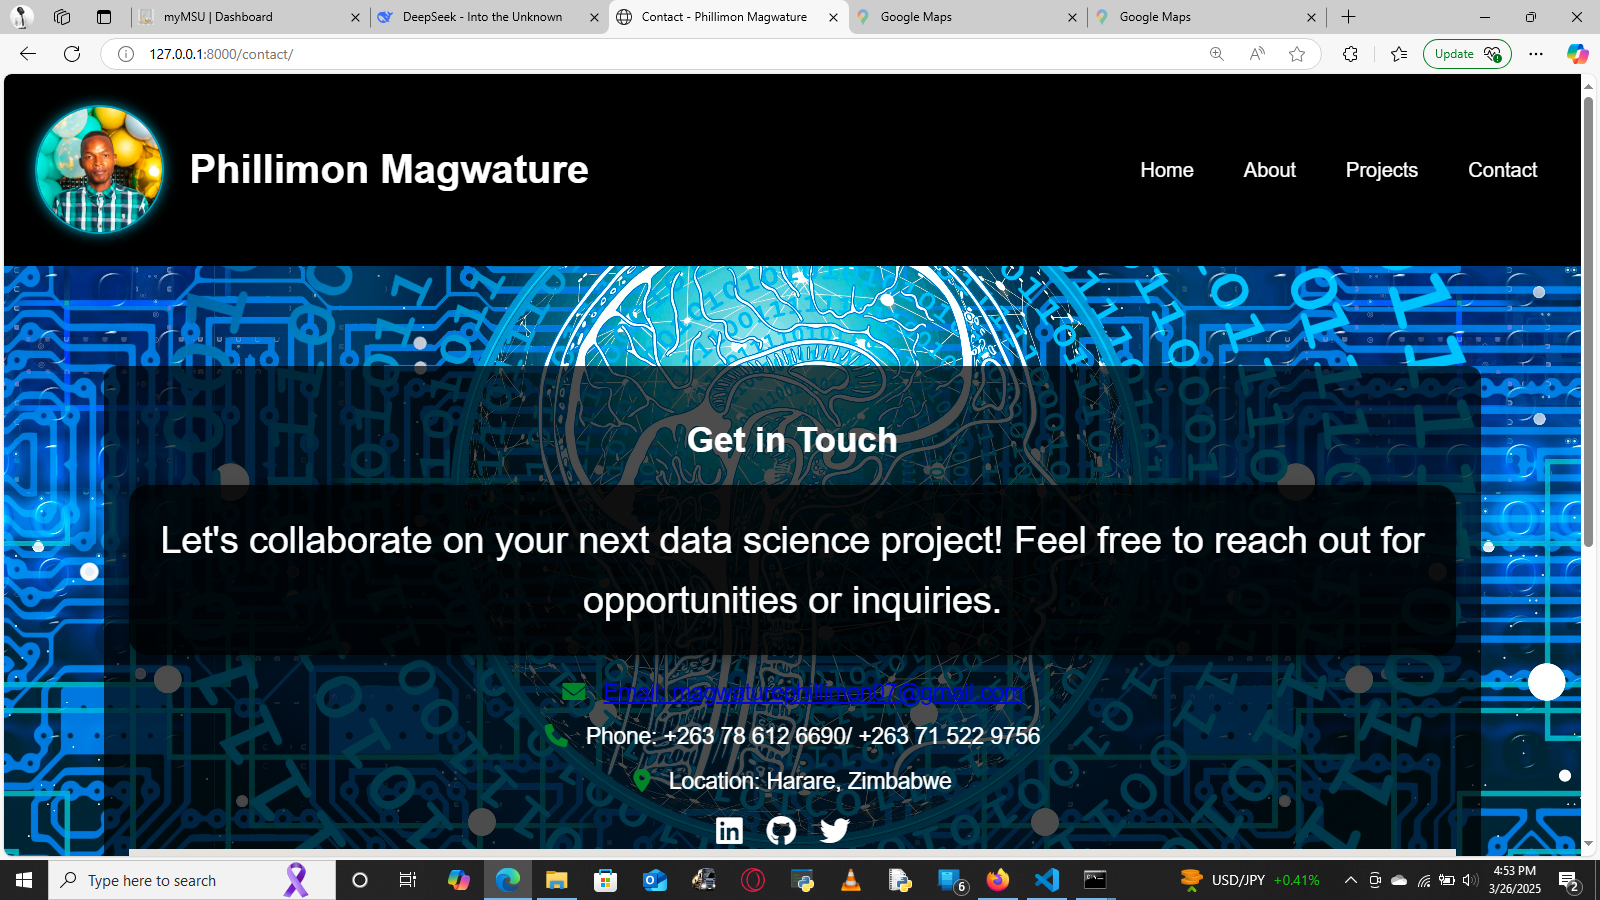 myMSU | Dashboard
DeepSeek - Into the Unknown
Contact - Phillimon Magwature
Google Maps
Google Maps
127.0.0.1:8000/contact/
Update
Phillimon Magwature
Home
About
Projects
Contact
Get in Touch
Let's collaborate on your next data science project! Feel free to reach out for
opportunities or inquiries.
Email: magwaturephillimon07@gmail.com
Phone: +263 78 612 6690/ +263 71 522 9756
Location: Harare, Zimbabwe
Type here to search
6
USD/JPY +0.41%
4:53 PM
3/26/2025
2